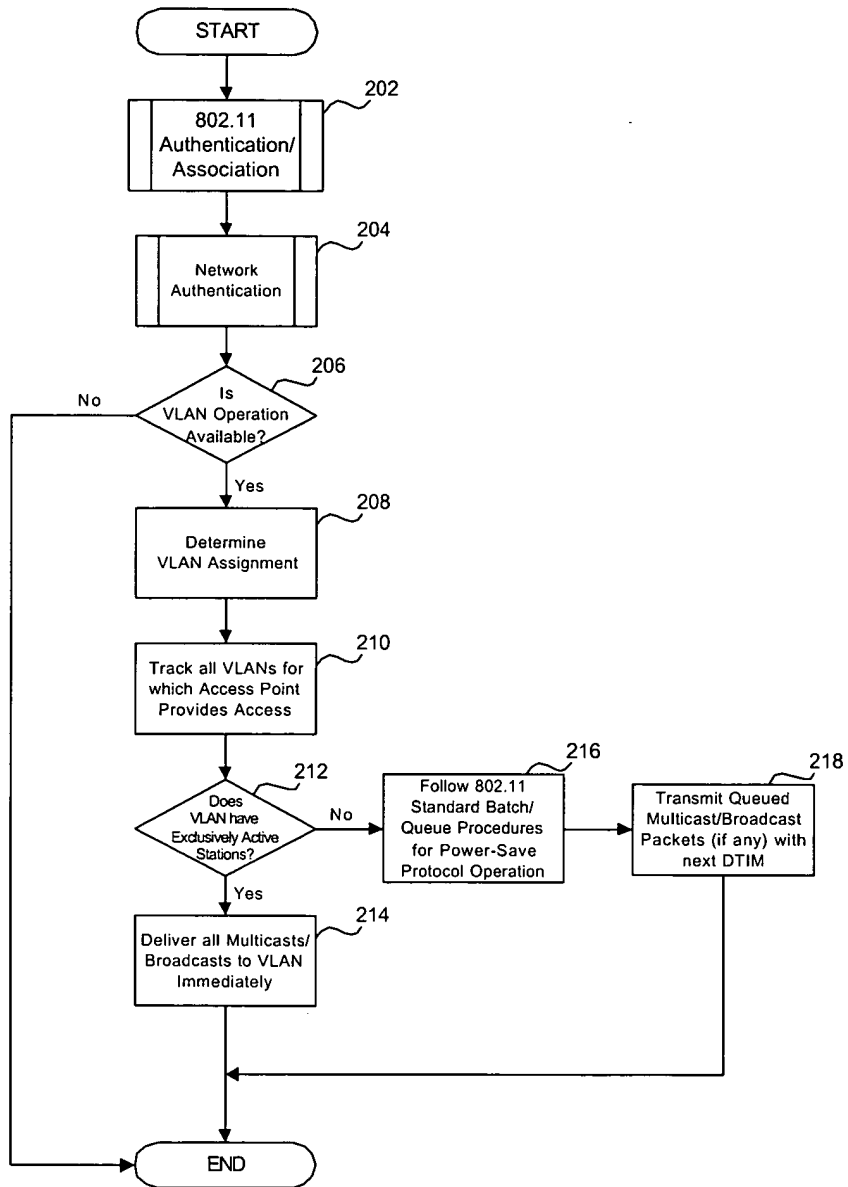 START
202
802.11
Authentication/
Association
204
Network
Authentication
206
Is
VLAN Operation
Available?
No
Yes
208
Determine
VLAN Assignment
210
Track all VLANs for
which Access Point
Provides Access
212
Does
VLAN have
Exclusively Active
Stations?
No
Yes
216
Follow 802.11
Standard Batch/
Queue Procedures
for Power-Save
Protocol Operation
218
Transmit Queued
Multicast/Broadcast
Packets (if any) with
next DTIM
214
Deliver all Multicasts/
Broadcasts to VLAN
Immediately
END